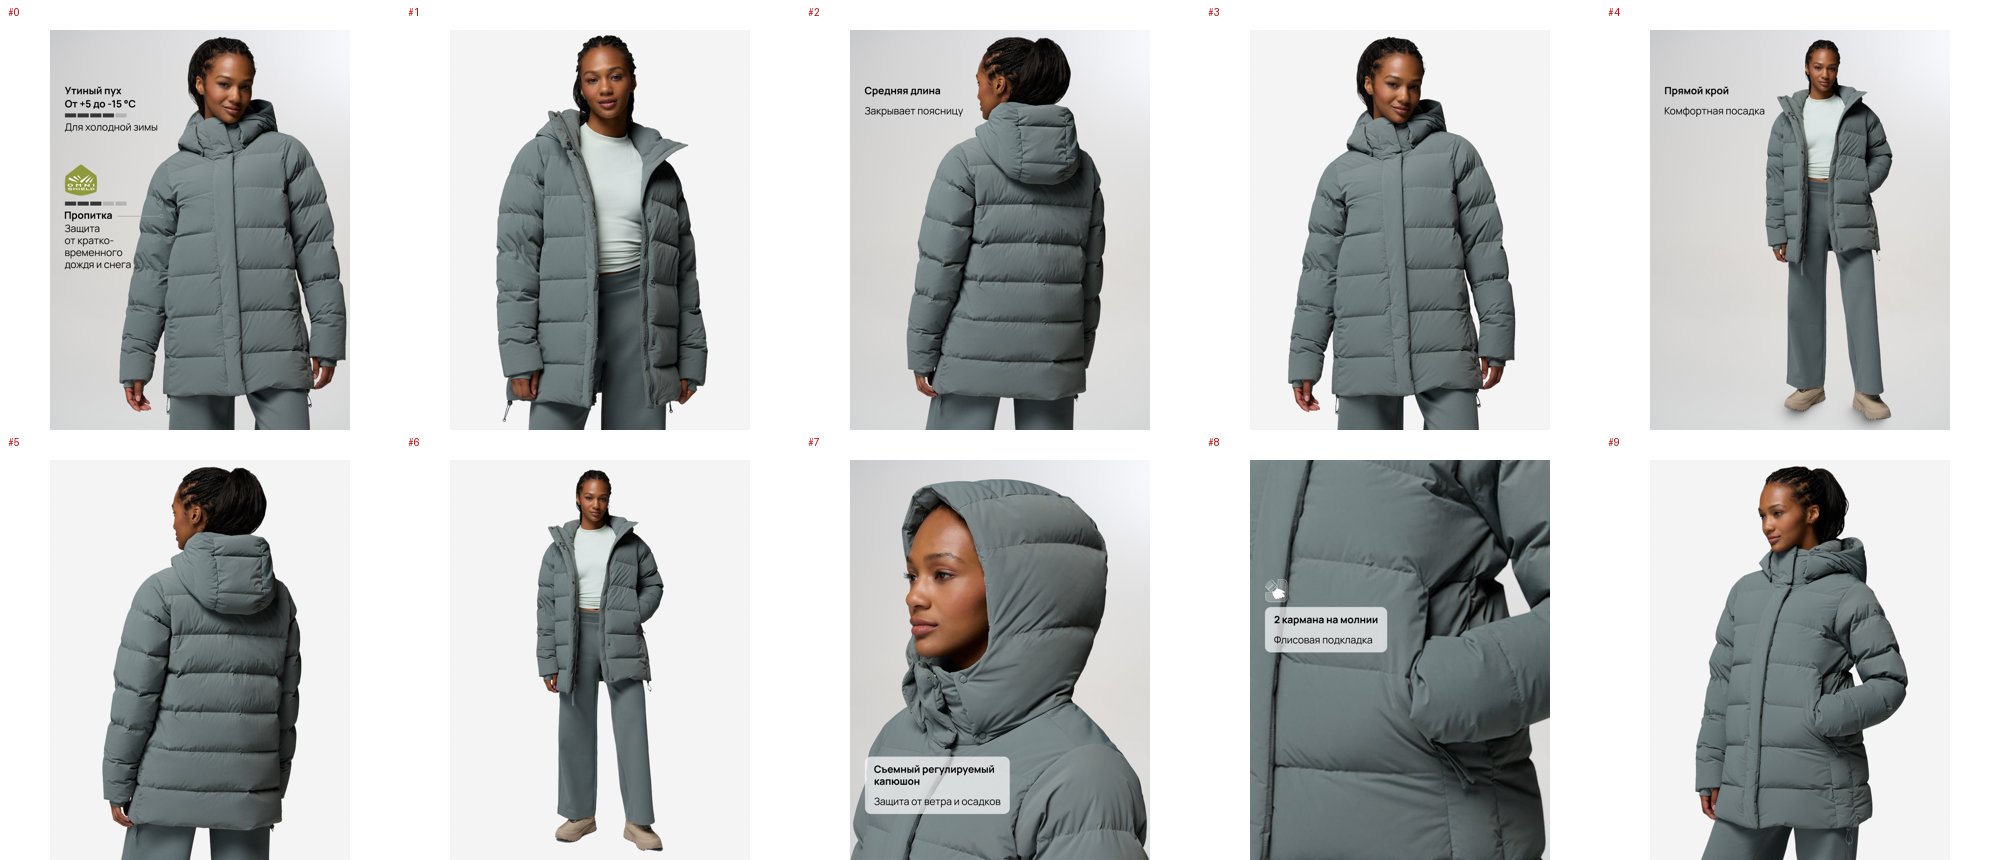 #0
#1
#2
#3
#4
Утиный пух
От +5 до -15 °C
Для холодной зимы
OMNI
SHIELD
Пропитка
Защита
от кратко-
временного
дождя и снега
Средняя длина
Закрывает поясницу
Прямой крой
Комфортная посадка
#5
#6
#7
#8
#9
Съемный регулируемый
капюшон
Защита от ветра и осадков
2 кармана на молнии
Флисовая подкладка